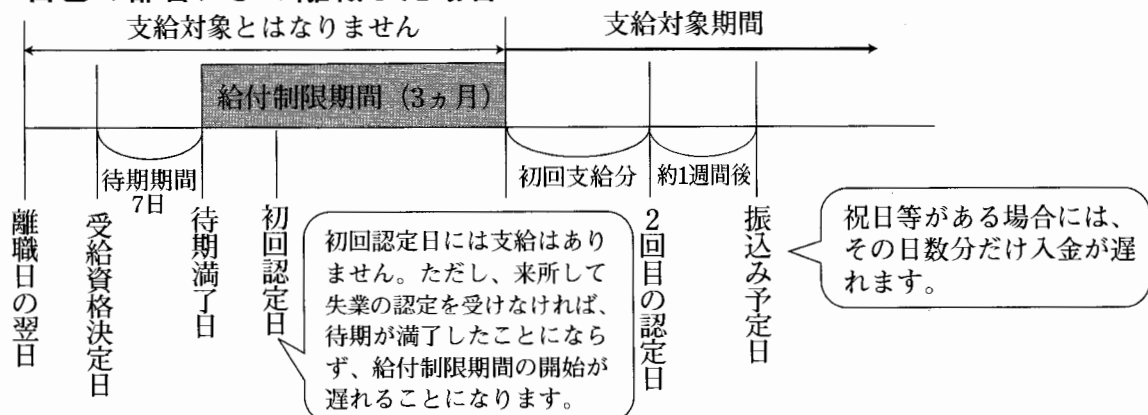 支給対象とはなりません
支給対象期間
給付制限期間(3ヵ月)
待期期間
7日
初回支給分
約1週間後
離職日の翌日
受給資格決定日
待期満了日
初回認定日
初回認定日には支給はあり
ません。ただし、来所して
失業の認定を受けなければ、
待期が満了したことになら
ず、給付制限期間の開始が
遅れることになります。
2回目の認定日
振込み予定日
祝日等がある場合には、
その日数分だけ入金が遅
れます。